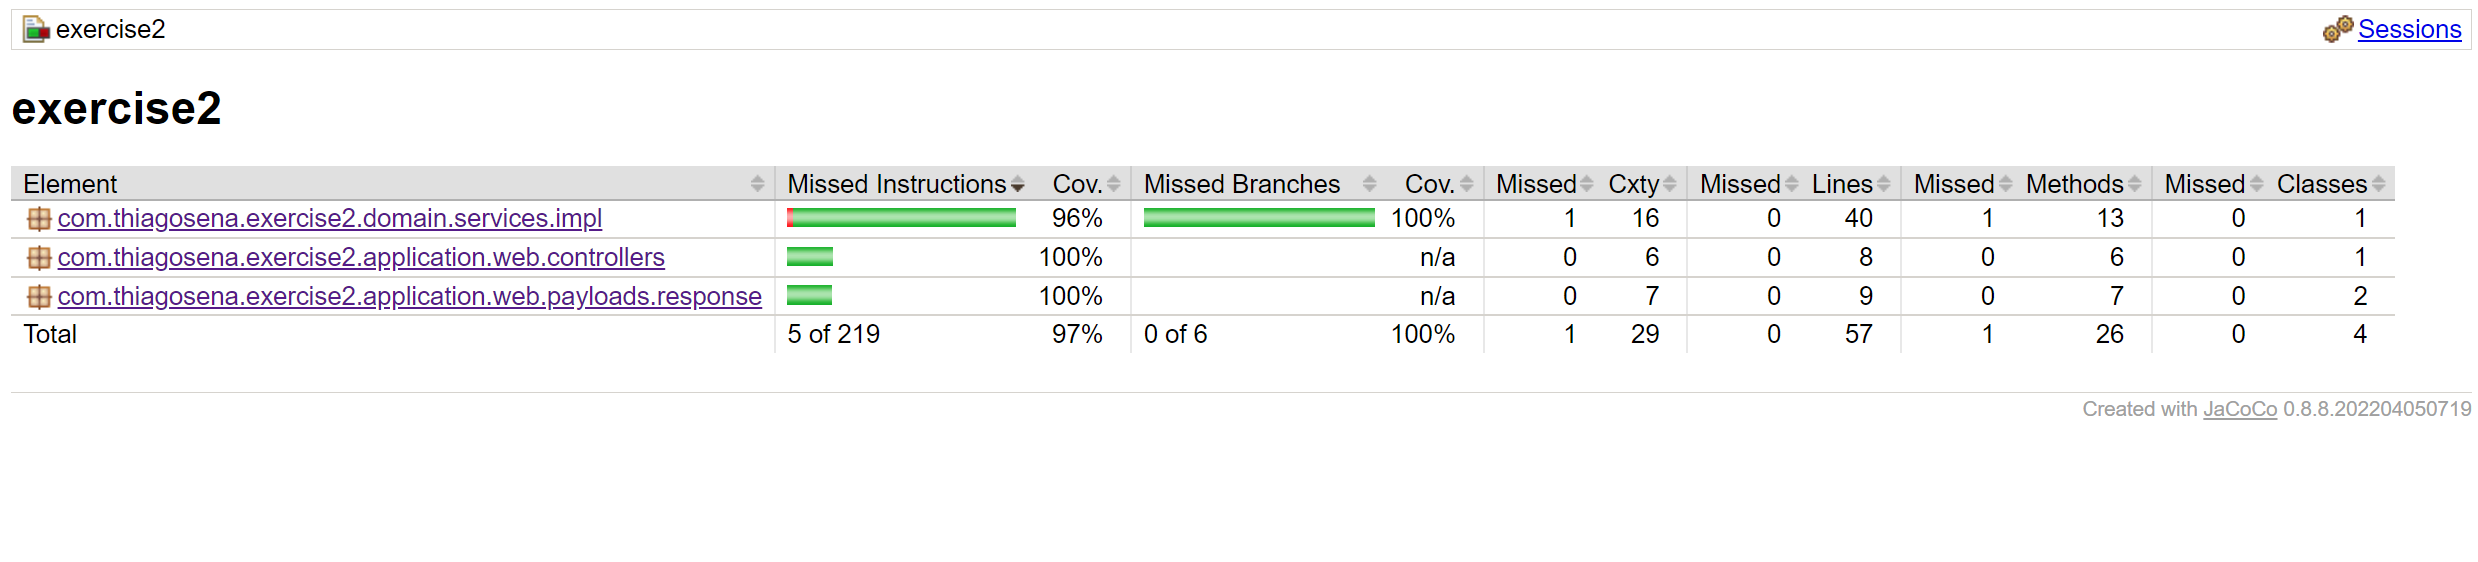 exercise2 Sessions
exercise2
Element Missed Instructions Cov. Missed Branches Cov. Missed Cxty Missed Lines Missed Methods Missed Classes
com.thiagosena.exercise2.domain.services.impl 96% 100% 1 16 0 40 1 13 0 1
com.thiagosena.exercise2.application.web.controllers 100% n/a 0 6 0 8 0 6 0 1
com.thiagosena.exercise2.application.web.payloads.response 100% n/a 0 7 0 9 0 7 0 2
Total 5 of 219 97% 0 of 6 100% 1 29 0 57 1 26 0 4
Created with JaCoCo 0.8.8.202204050719